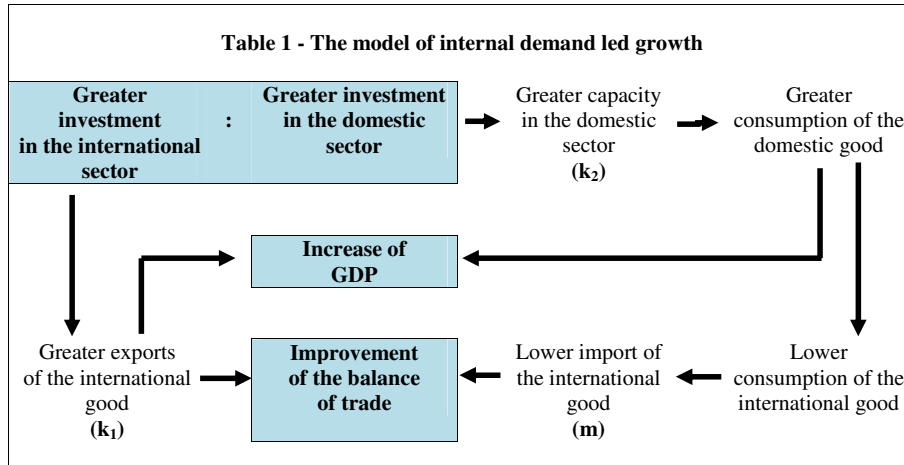 Table 1 - The model of internal demand led growth
Greater
investment
in the international
sector
:
Greater investment
in the domestic
sector
Greater capacity
in the domestic
sector
(k2)
Greater
consumption of the
domestic good
Increase of
GDP
Greater exports
of the international
good
(k1)
Improvement
of the balance
of trade
Lower import of
the international
good
(m)
Lower
consumption of the
international good